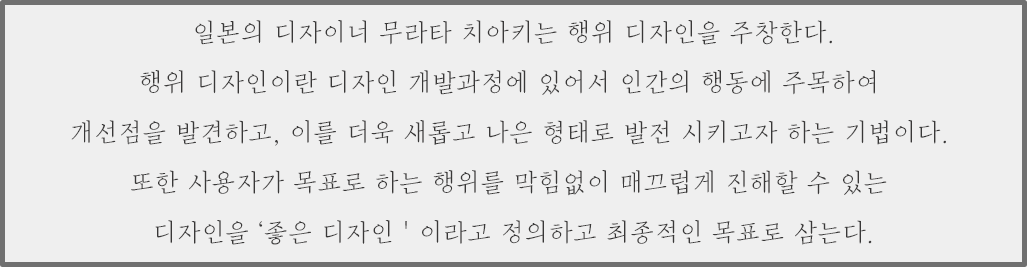 일본의 디자이너 무라타 치아키는 행위 디자인을 주창한다.
행위 디자인이란 디자인 개발과정에 있어서 인간의 행동에 주목하여
개선점을 발견하고, 이를 더욱 새롭고 나은 형태로 발전 시키고자 하는 기법이다.
또한 사용자가 목표로 하는 행위를 막힘없이 매끄럽게 진해할 수 있는
디자인을 ‘좋은 디자인 ' 이라고 정의하고 최종적인 목표로 삼는다.